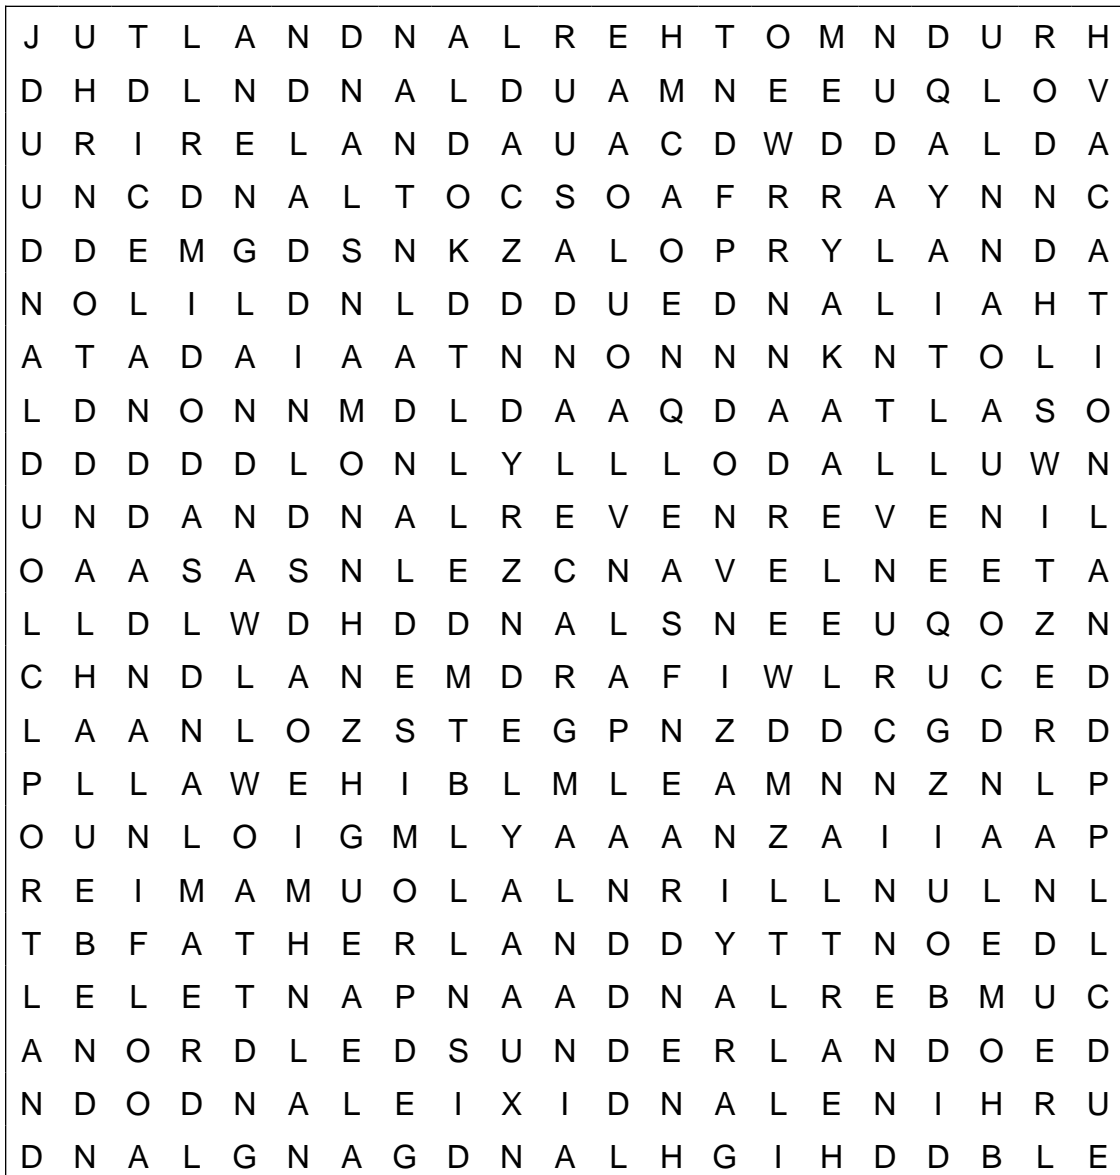 J U T L A N D N A L R E H T O M N D U R H
D H D L N D N A L D U A M N E E U Q L O V
U R I R E L A N D A U A C D W D D A L D A
U N C D N A L T O C S O A F R R A Y N N C
D D E M G D S N K Z A L O P R Y L A N D A
N O L I L D N L D D D U E D N A L I A H T
A T A D A I A A T N N O N N N K N T O L I
L D N O N N M D L D A A Q D A A T L A S O
D D D D D L O N L Y L L L O D A L L U W N
U N D A N D N A L R E V E N R E V E N I L
O A A S A S N L E Z C N A V E L N E E T A
L L D L W D H D D N A L S N E E U Q O Z N
C H N D L A N E M D R A F I W L R U C E D
L A A N L O Z S T E G P N Z D D C G D R D
P L L A W E H I B L M L E A M N N Z N L P
O U N L O I G M L Y A A A N Z A I I A A P
R E I M A M U O L A L N R I L L N U L N L
T B F A T H E R L A N D D Y T T N O E D L
L E L E T N A P N A A D N A L R E B M U C
A N O R D L E D S U N D E R L A N D O E D
N D O D N A L E I X I D N A L E N I H R U
D N A L G N A G D N A L H G I H D D B L E